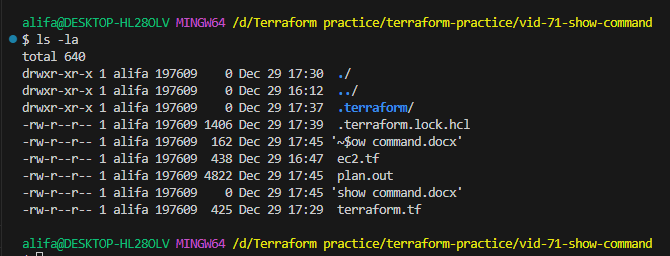 alifa@DESKTOP-HL28OLV MINGW64 /d/Terraform practice/terraform-practice/vid-71-show-command
$ ls -la
total 640
drwxr-xr-x 1 alifa 197609    0 Dec 29 17:30  ./
drwxr-xr-x 1 alifa 197609    0 Dec 29 16:12  ../
drwxr-xr-x 1 alifa 197609    0 Dec 29 17:37  .terraform/
-rw-r--r-- 1 alifa 197609 1406 Dec 29 17:39  .terraform.lock.hcl
-rw-r--r-- 1 alifa 197609  162 Dec 29 17:45 '~$ow command.docx'
-rw-r--r-- 1 alifa 197609  438 Dec 29 16:47  ec2.tf
-rw-r--r-- 1 alifa 197609 4822 Dec 29 17:45  plan.out
-rw-r--r-- 1 alifa 197609    0 Dec 29 17:45 'show command.docx'
-rw-r--r-- 1 alifa 197609  425 Dec 29 17:29  terraform.tf
alifa@DESKTOP-HL28OLV MINGW64 /d/Terraform practice/terraform-practice/vid-71-show-command